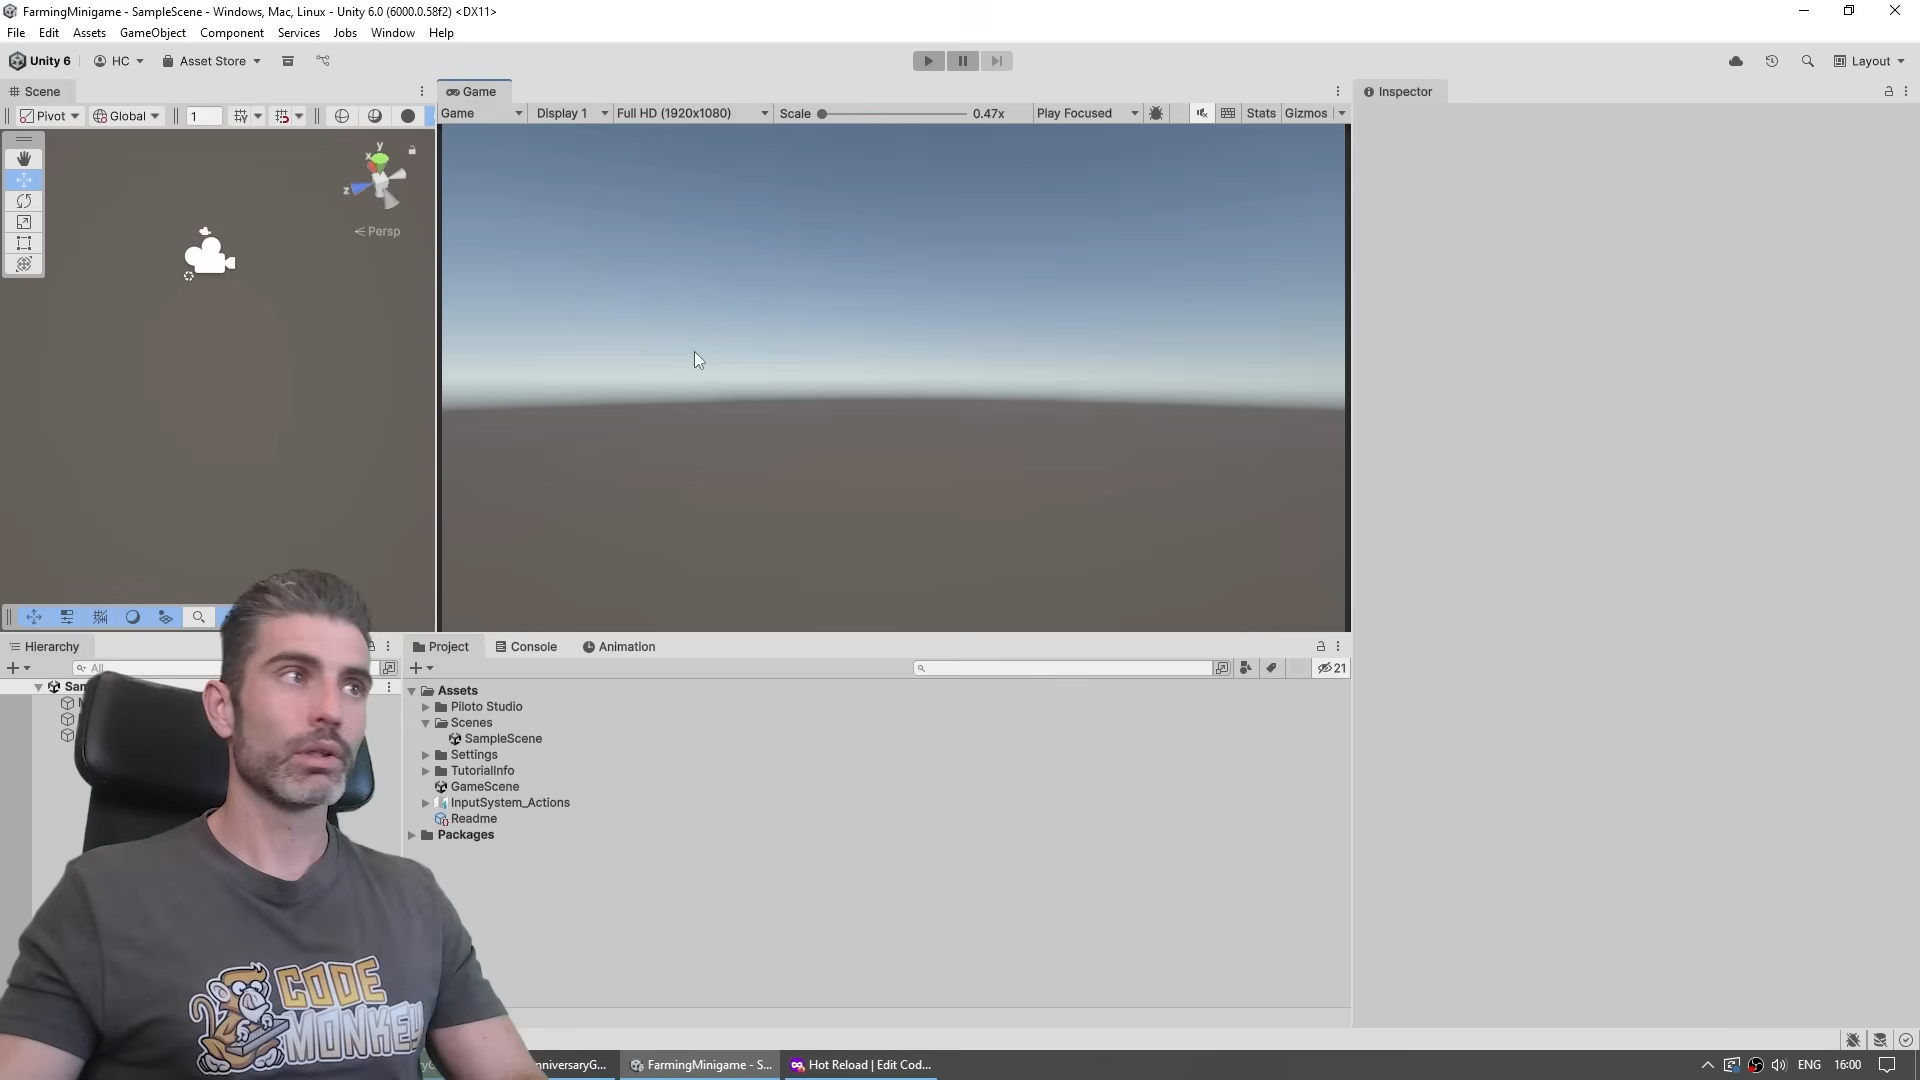 FarmingMinigame - SampleScene - Windows, Mac, Linux - Unity 6.0 (6000.0.58f2) <DX11>
File Edit Assets GameObject Component Services Jobs Window Help
Unity 6 HC Asset Store Layout
Scene Game Inspector
Pivot Global 1
Game Display 1 Full HD (1920x1080) Scale 0.47x Play Focused Stats Gizmos
y
x
z
Persp
Hierarchy Project Console Animation
All
21
Assets
Piloto Studio
Scenes
SampleScene
Settings
TutorialInfo
GameScene
InputSystem_Actions
Readme
Packages
CODE
MONKEY
FarmingMinigame - S... Hot Reload | Edit Cod...
ENG 16:00